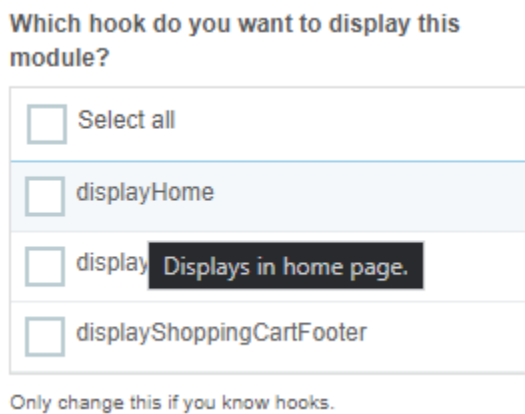 Which hook do you want to display this
module?
Select all
displayHome
display
Displays in home page.
displayShoppingCartFooter
Only change this if you know hooks.